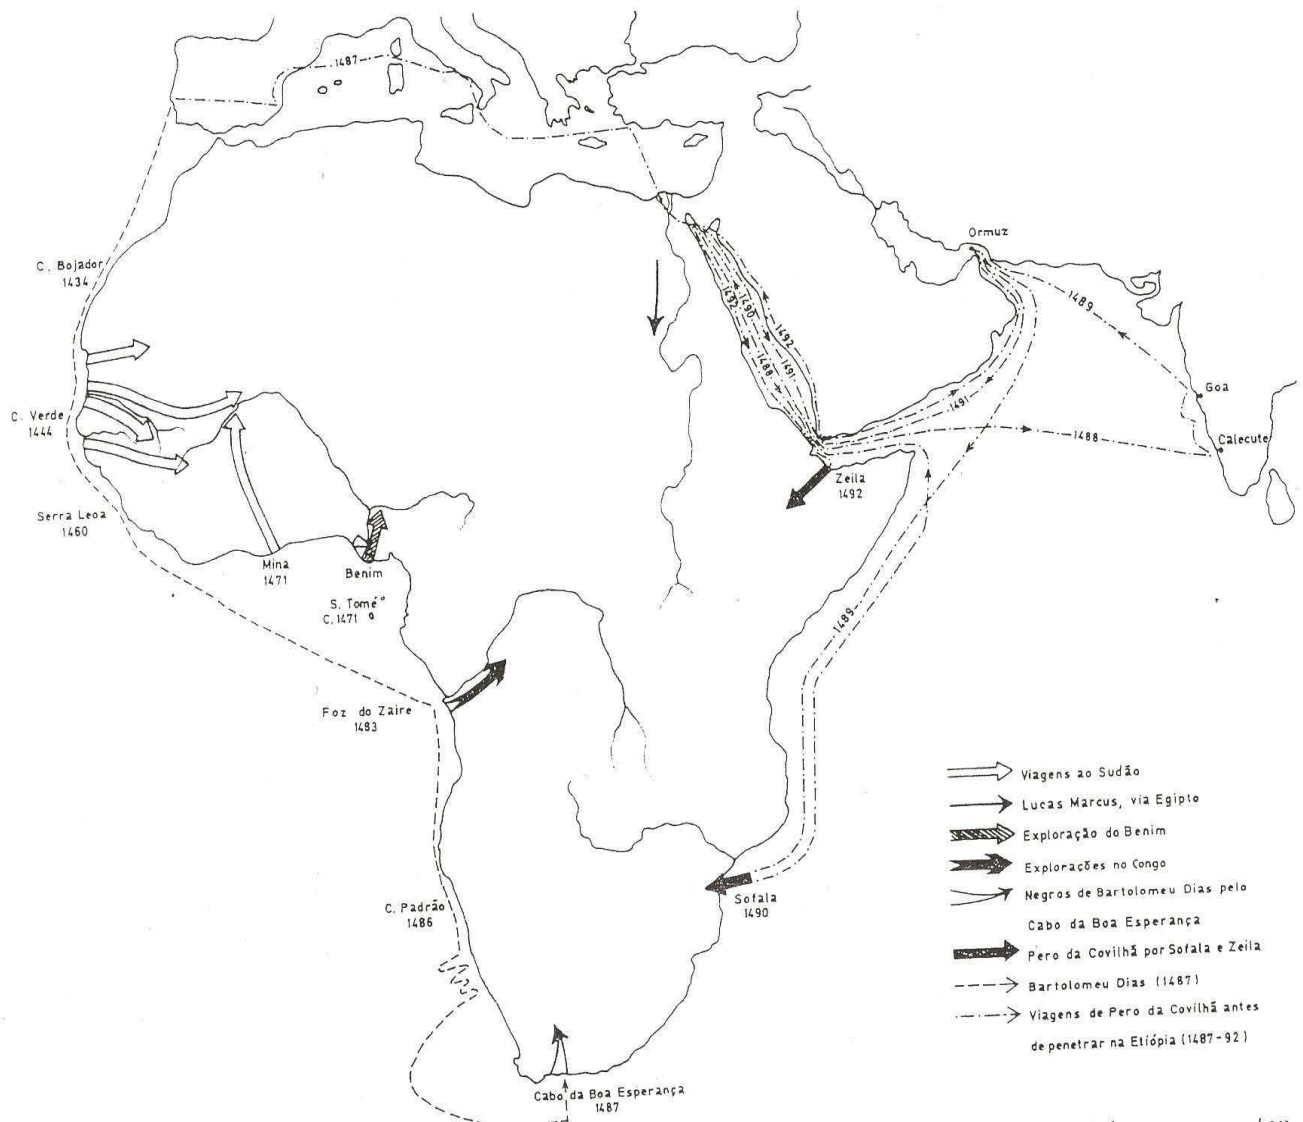 1487
Ormuz
C. Bojador
1434
1489
1492
1490
1492
1488
1491
1491
Goa
C. Verde
1444
1488
Calecute
Zeila
1492
Serra Leoa
1460
Mina
1471
Benim
S. Tomé
C. 1471
1489
Foz do Zaire
1483
C. Padrão
1486
Sofala
1490
Cabo da Boa Esperança
1487
Viagens ao Sudão
Lucas Marcus, via Egipto
Exploração do Benim
Explorações no Congo
Negros de Bartolomeu Dias pelo
Cabo da Boa Esperança
Pero da Covilhã por Sofala e Zeila
Bartolomeu Dias (1487)
Viagens de Pero da Covilhã antes
de penetrar na Etiópia (1487-92)